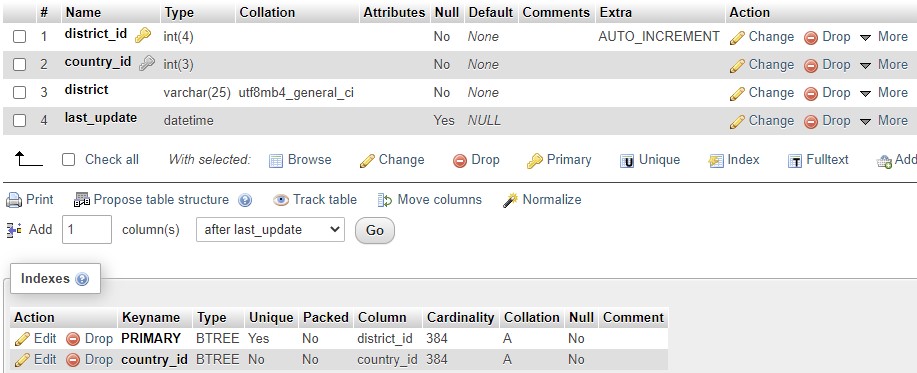 # Name Type Collation Attributes Null Default Comments Extra Action
1 district_id int(4) No None AUTO_INCREMENT Change Drop More
2 country_id int(3) No None Change Drop More
3 district varchar(25) utf8mb4_general_ci No None Change Drop More
4 last_update datetime Yes NULL Change Drop More
Check all With selected: Browse Change Drop Primary Unique Index Fulltext Add
Print Propose table structure Track table Move columns Normalize
Add 1 column(s) after last_update Go
Indexes
Action Keyname Type Unique Packed Column Cardinality Collation Null Comment
Edit Drop PRIMARY BTREE Yes No district_id 384 A No
Edit Drop country_id BTREE No No country_id 384 A No